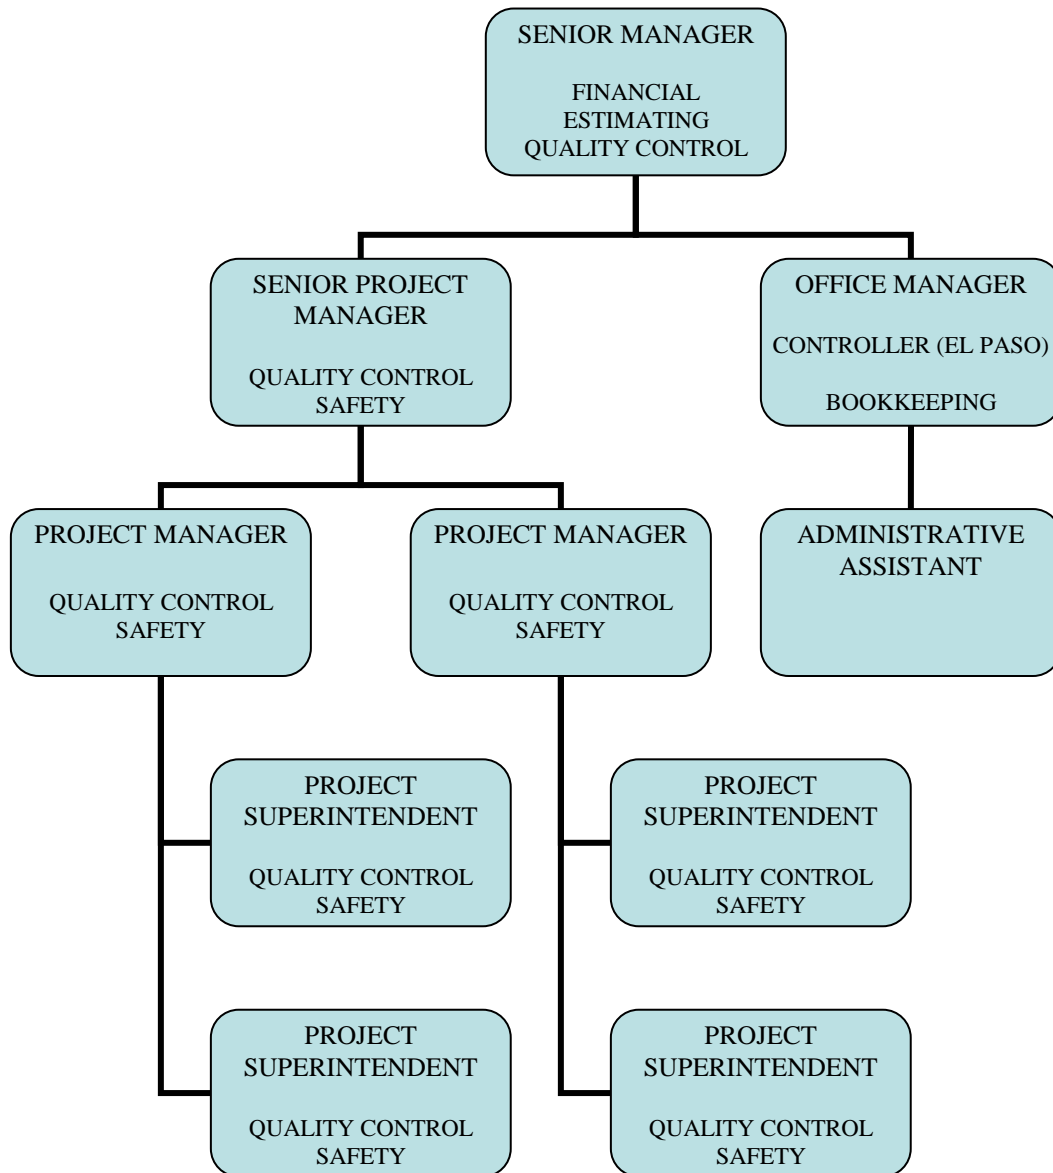 SENIOR MANAGER
FINANCIAL
ESTIMATING
QUALITY CONTROL
SENIOR PROJECT
MANAGER
QUALITY CONTROL
SAFETY
OFFICE MANAGER
CONTROLLER (EL PASO)
BOOKKEEPING
PROJECT MANAGER
QUALITY CONTROL
SAFETY
PROJECT MANAGER
QUALITY CONTROL
SAFETY
ADMINISTRATIVE
ASSISTANT
PROJECT
SUPERINTENDENT
QUALITY CONTROL
SAFETY
PROJECT
SUPERINTENDENT
QUALITY CONTROL
SAFETY
PROJECT
SUPERINTENDENT
QUALITY CONTROL
SAFETY
PROJECT
SUPERINTENDENT
QUALITY CONTROL
SAFETY